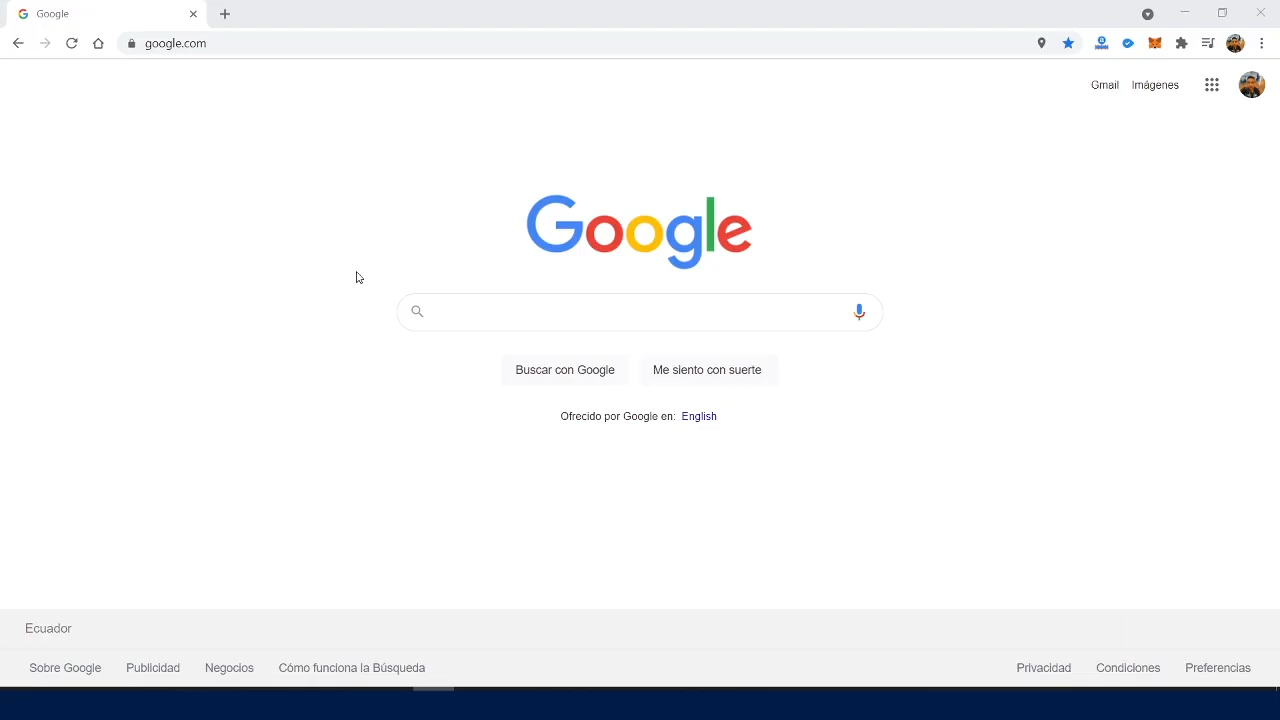 Google
google.com
Gmail Imágenes
Google
Buscar con Google Me siento con suerte
Ofrecido por Google en: English
Ecuador
Sobre Google Publicidad Negocios Cómo funciona la Búsqueda Privacidad Condiciones Preferencias